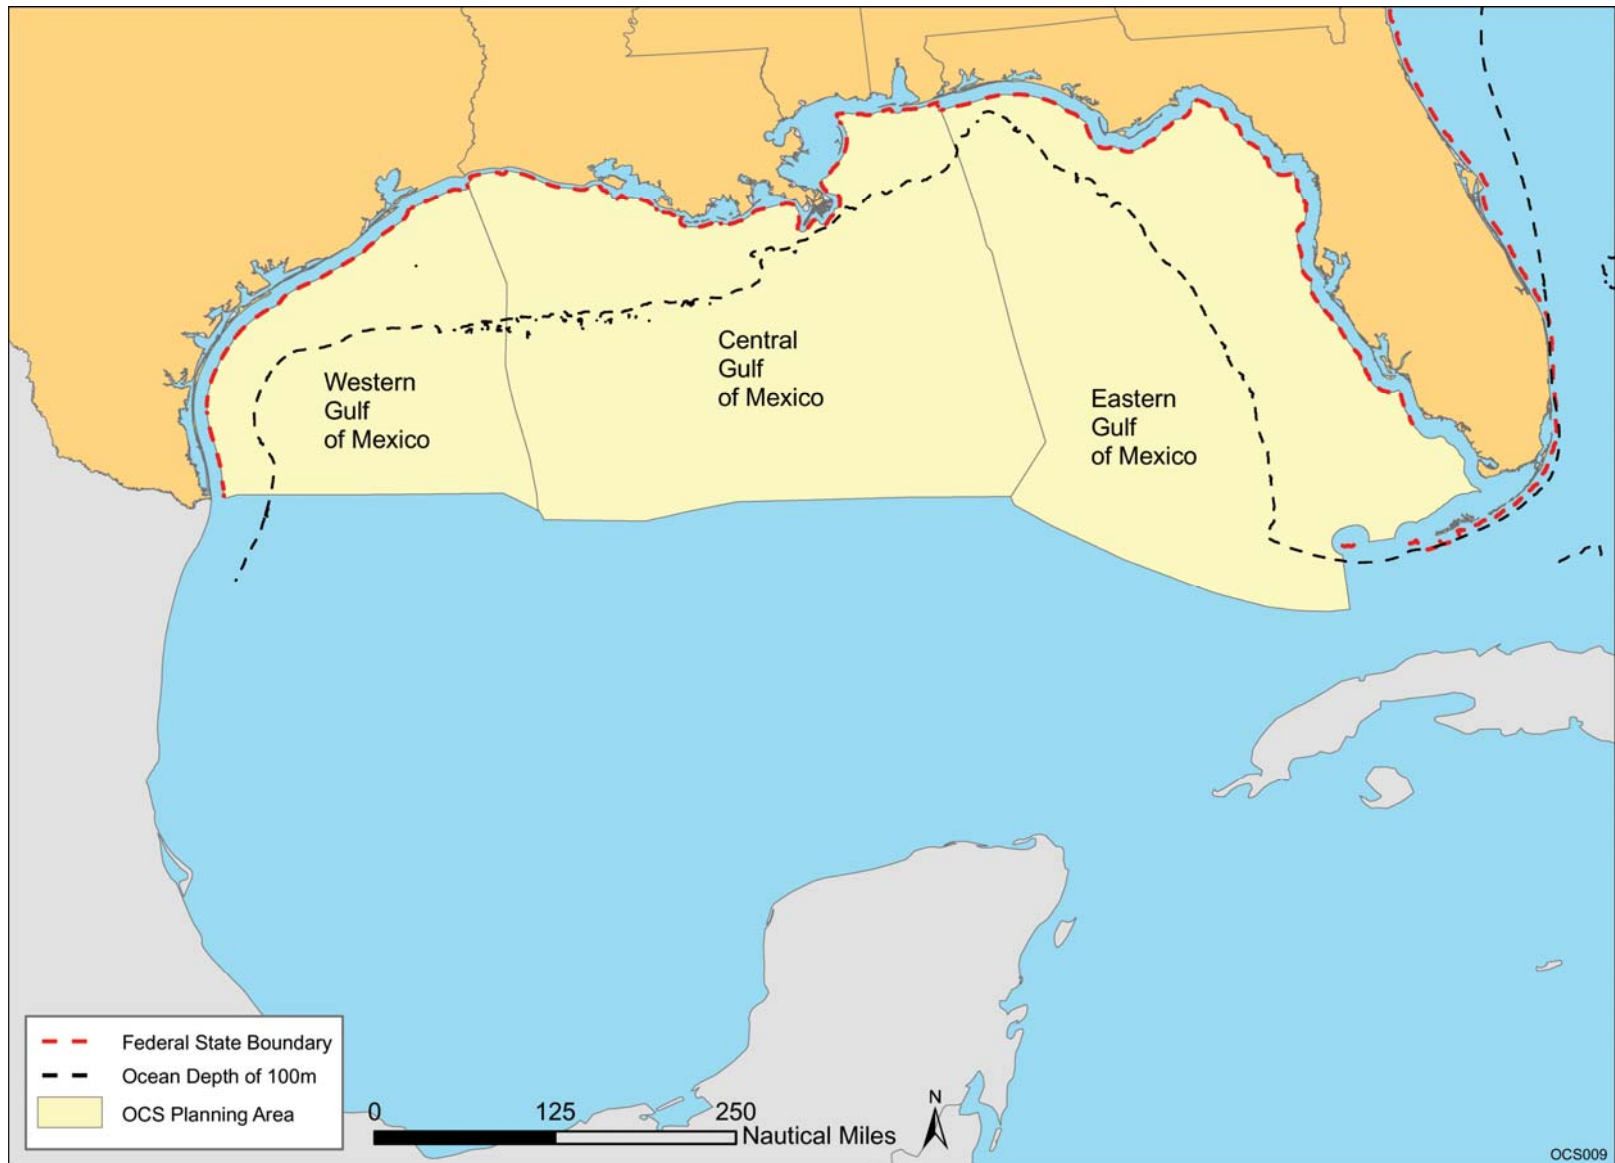 Central
Gulf
of Mexico
Western
Gulf
of Mexico
Eastern
Gulf
of Mexico
Federal State Boundary
Ocean Depth of 100m
OCS Planning Area
0 125 250
Nautical Miles
N
OCS009